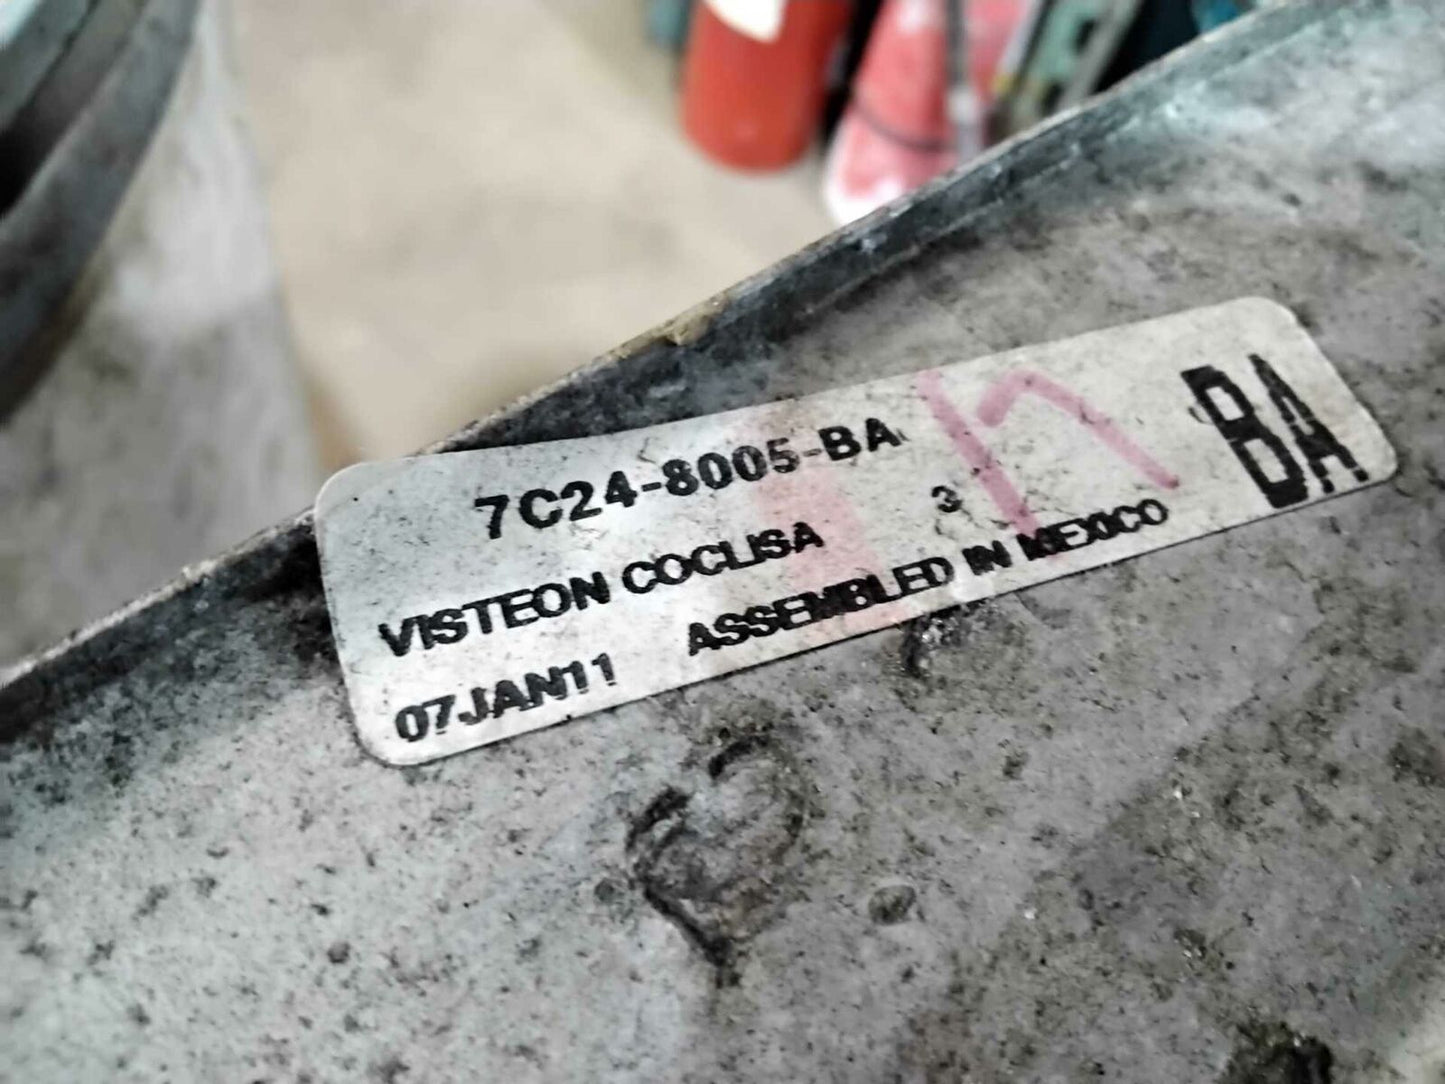 7C24-8005-BA
VISTEON COCLISA 3
07JAN11 ASSEMBLED IN MEXICO
BA